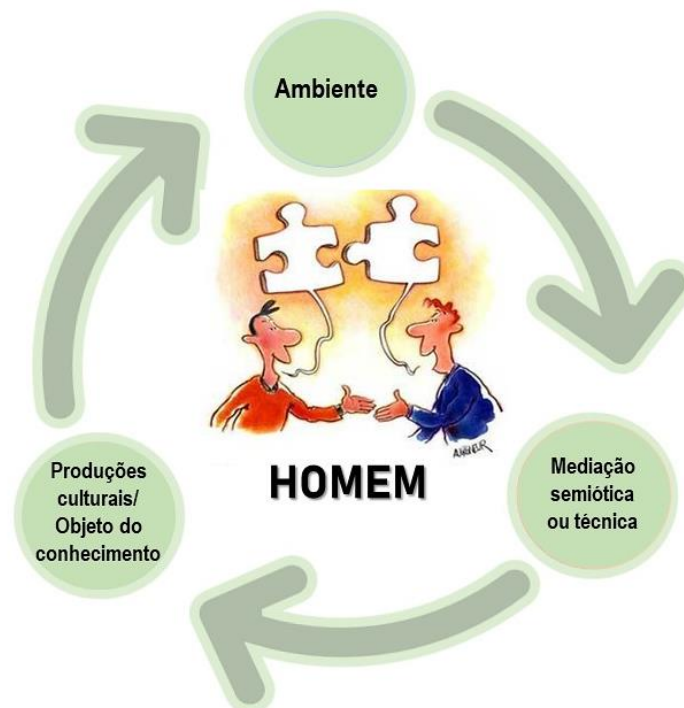 Ambiente
HOMEM
Mediação
semiótica
ou técnica
Produções
culturais/
Objeto do
conhecimento